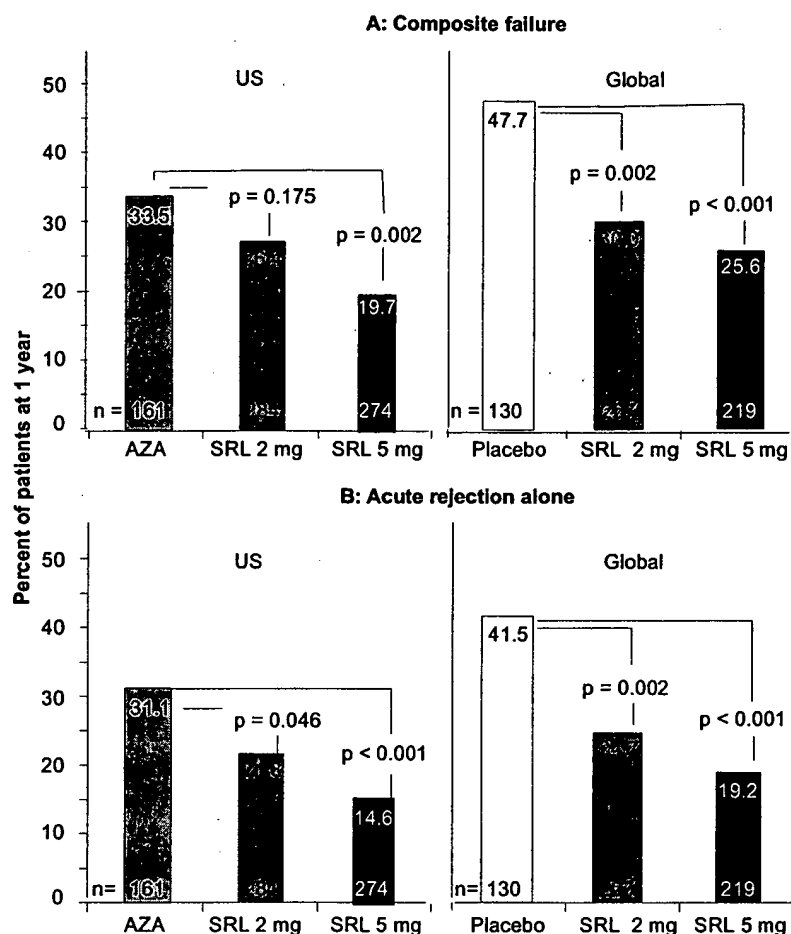 A: Composite failure
US
Global
50
40
30
20
10
0
33.5
p = 0.175
p = 0.002
19.7
n = 161
274
AZA
SRL 2 mg
SRL 5 mg
47.7
p = 0.002
p < 0.001
25.6
n = 130
219
Placebo
SRL 2 mg
SRL 5 mg
Percent of patients at 1 year
B: Acute rejection alone
US
Global
50
40
30
20
10
0
31.1
p = 0.046
p < 0.001
14.6
n= 161
274
AZA
SRL 2 mg
SRL 5 mg
41.5
p = 0.002
p < 0.001
19.2
n= 130
219
Placebo
SRL 2 mg
SRL 5 mg